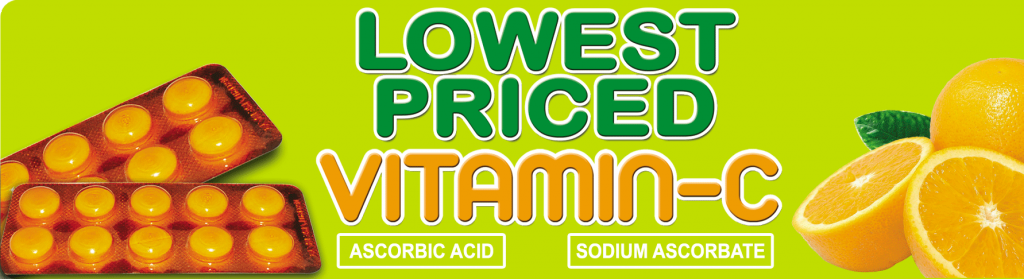 LOWEST
PRICED
VITAMIN-C
ASCORBIC ACID
SODIUM ASCORBATE